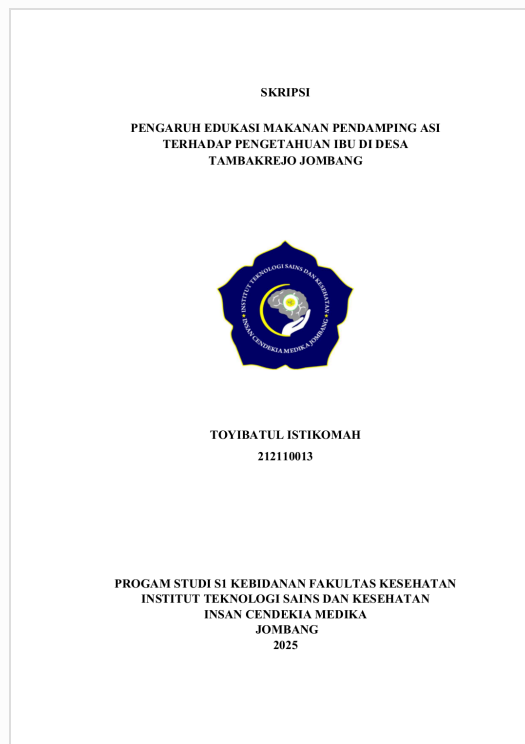 SKRIPSI
PENGARUH EDUKASI MAKANAN PENDAMPING ASI
TERHADAP PENGETAHUAN IBU DI DESA
TAMBAKREJO JOMBANG
INSTITUT TEKNOLOGI SAINS DAN KESEHATAN
INSAN CENDEKIA MEDIKA JOMBANG
TOYIBATUL ISTIKOMAH
212110013
PROGAM STUDI S1 KEBIDANAN FAKULTAS KESEHATAN
INSTITUT TEKNOLOGI SAINS DAN KESEHATAN
INSAN CENDEKIA MEDIKA
JOMBANG
2025